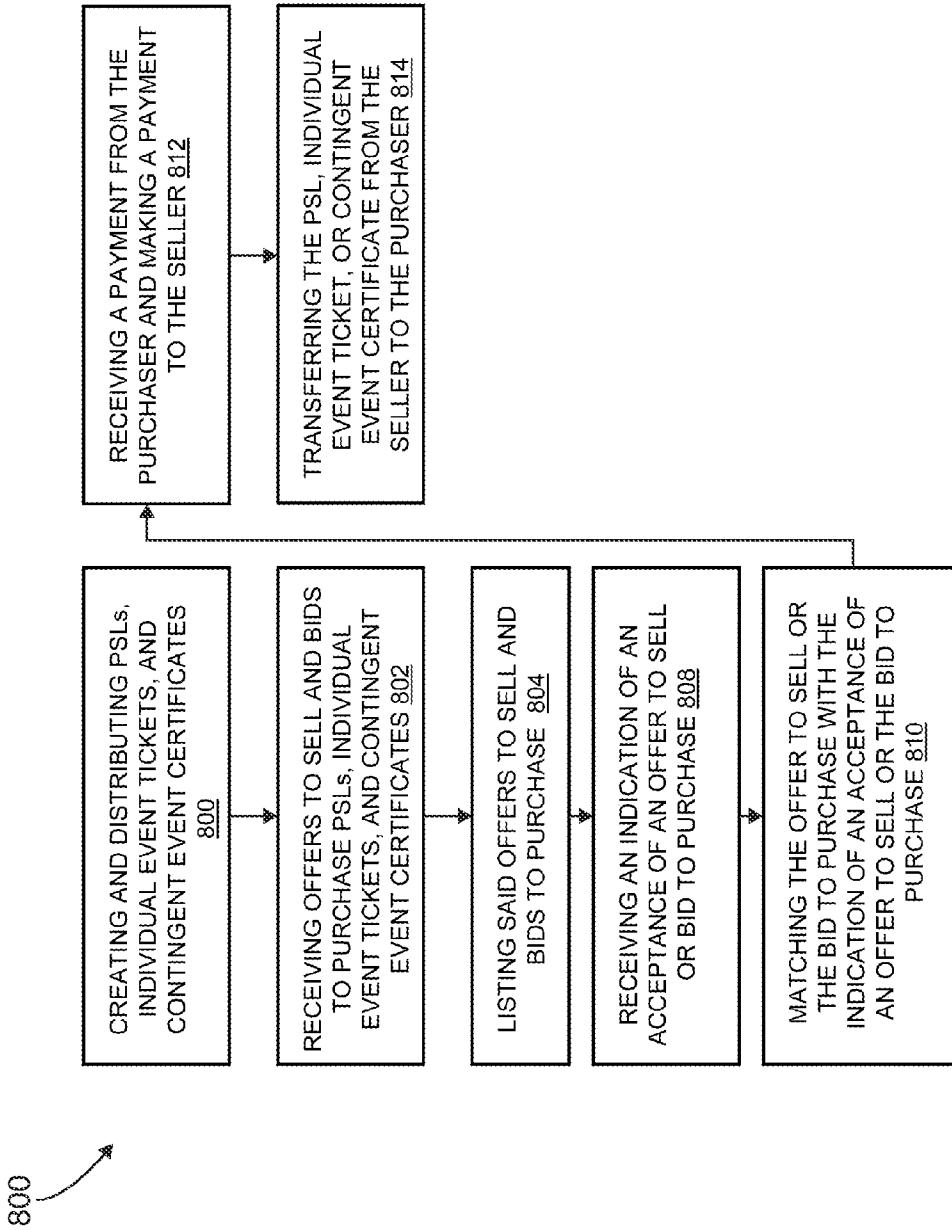 800
CREATING AND DISTRIBUTING PSLs,
INDIVIDUAL EVENT TICKETS, AND
CONTINGENT EVENT CERTIFICATES
800
RECEIVING OFFERS TO SELL AND BIDS
TO PURCHASE PSLs, INDIVIDUAL
EVENT TICKETS, AND CONTINGENT
EVENT CERTIFICATES 802
LISTING SAID OFFERS TO SELL AND
BIDS TO PURCHASE 804
RECEIVING AN INDICATION OF AN
ACCEPTANCE OF AN OFFER TO SELL
OR BID TO PURCHASE 808
MATCHING THE OFFER TO SELL OR
THE BID TO PURCHASE WITH THE
INDICATION OF AN ACCEPTANCE OF
AN OFFER TO SELL OR THE BID TO
PURCHASE 810
RECEIVING A PAYMENT FROM THE
PURCHASER AND MAKING A PAYMENT
TO THE SELLER 812
TRANSFERRING THE PSL, INDIVIDUAL
EVENT TICKET, OR CONTINGENT
EVENT CERTIFICATE FROM THE
SELLER TO THE PURCHASER 814